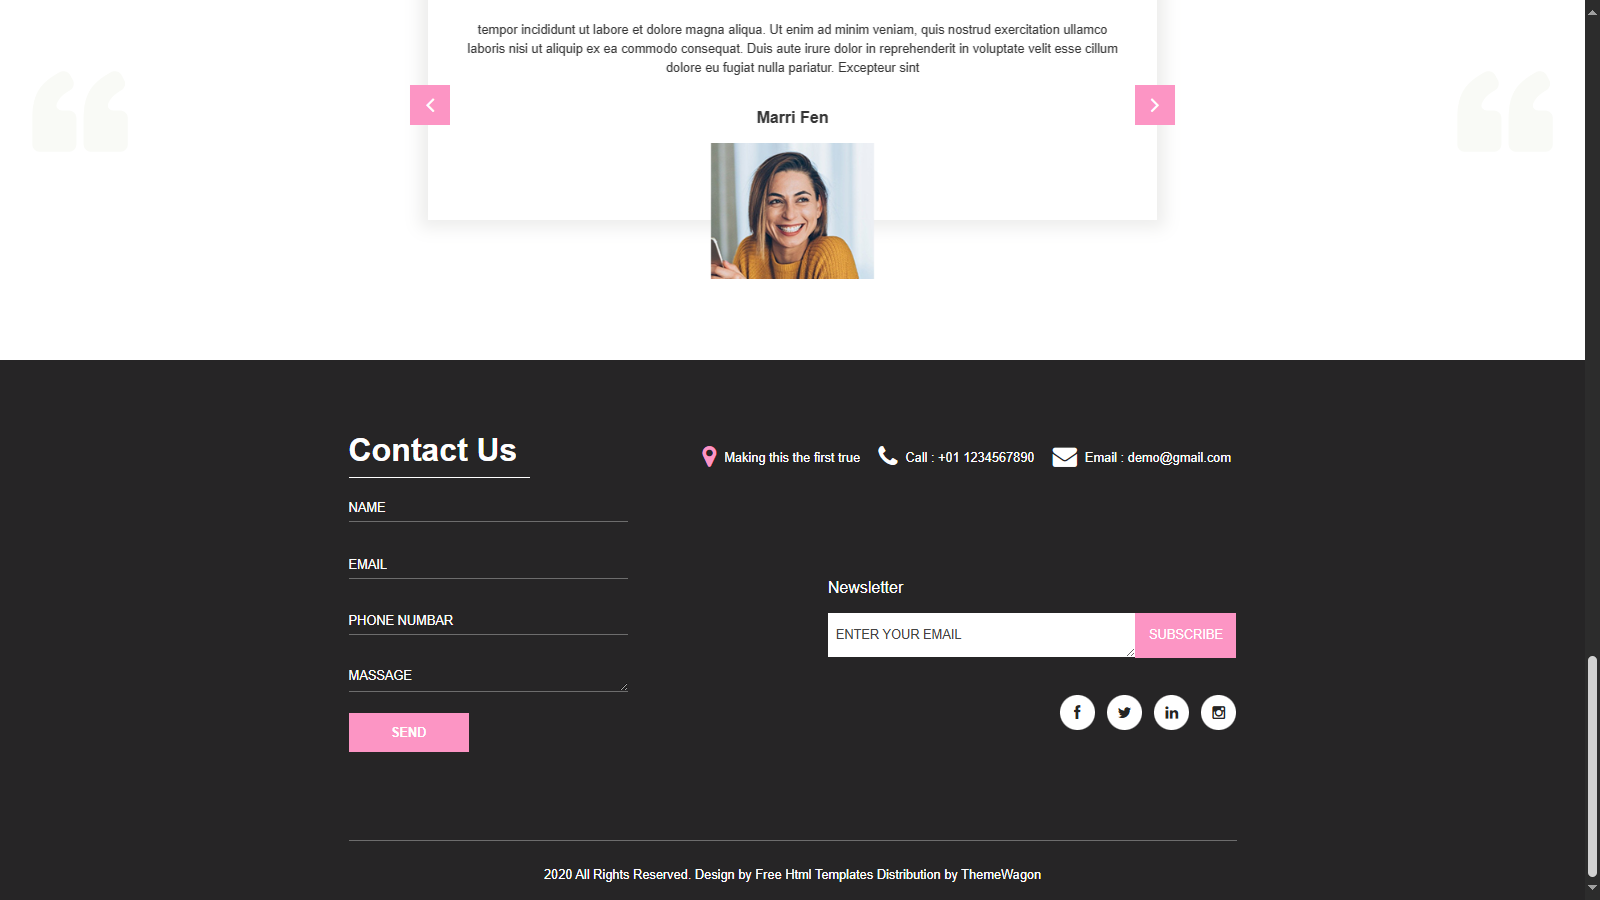 tempor incididunt ut labore et dolore magna aliqua. Ut enim ad minim veniam, quis nostrud exercitation ullamco
laboris nisi ut aliquip ex ea commodo consequat. Duis aute irure dolor in reprehenderit in voluptate velit esse cillum
dolore eu fugiat nulla pariatur. Excepteur sint
Marri Fen
Contact Us
Making this the first true
Call : +01 1234567890
Email : demo@gmail.com
NAME
EMAIL
PHONE NUMBAR
MASSAGE
SEND
Newsletter
ENTER YOUR EMAIL
SUBSCRIBE
2020 All Rights Reserved. Design by Free Html Templates Distribution by ThemeWagon